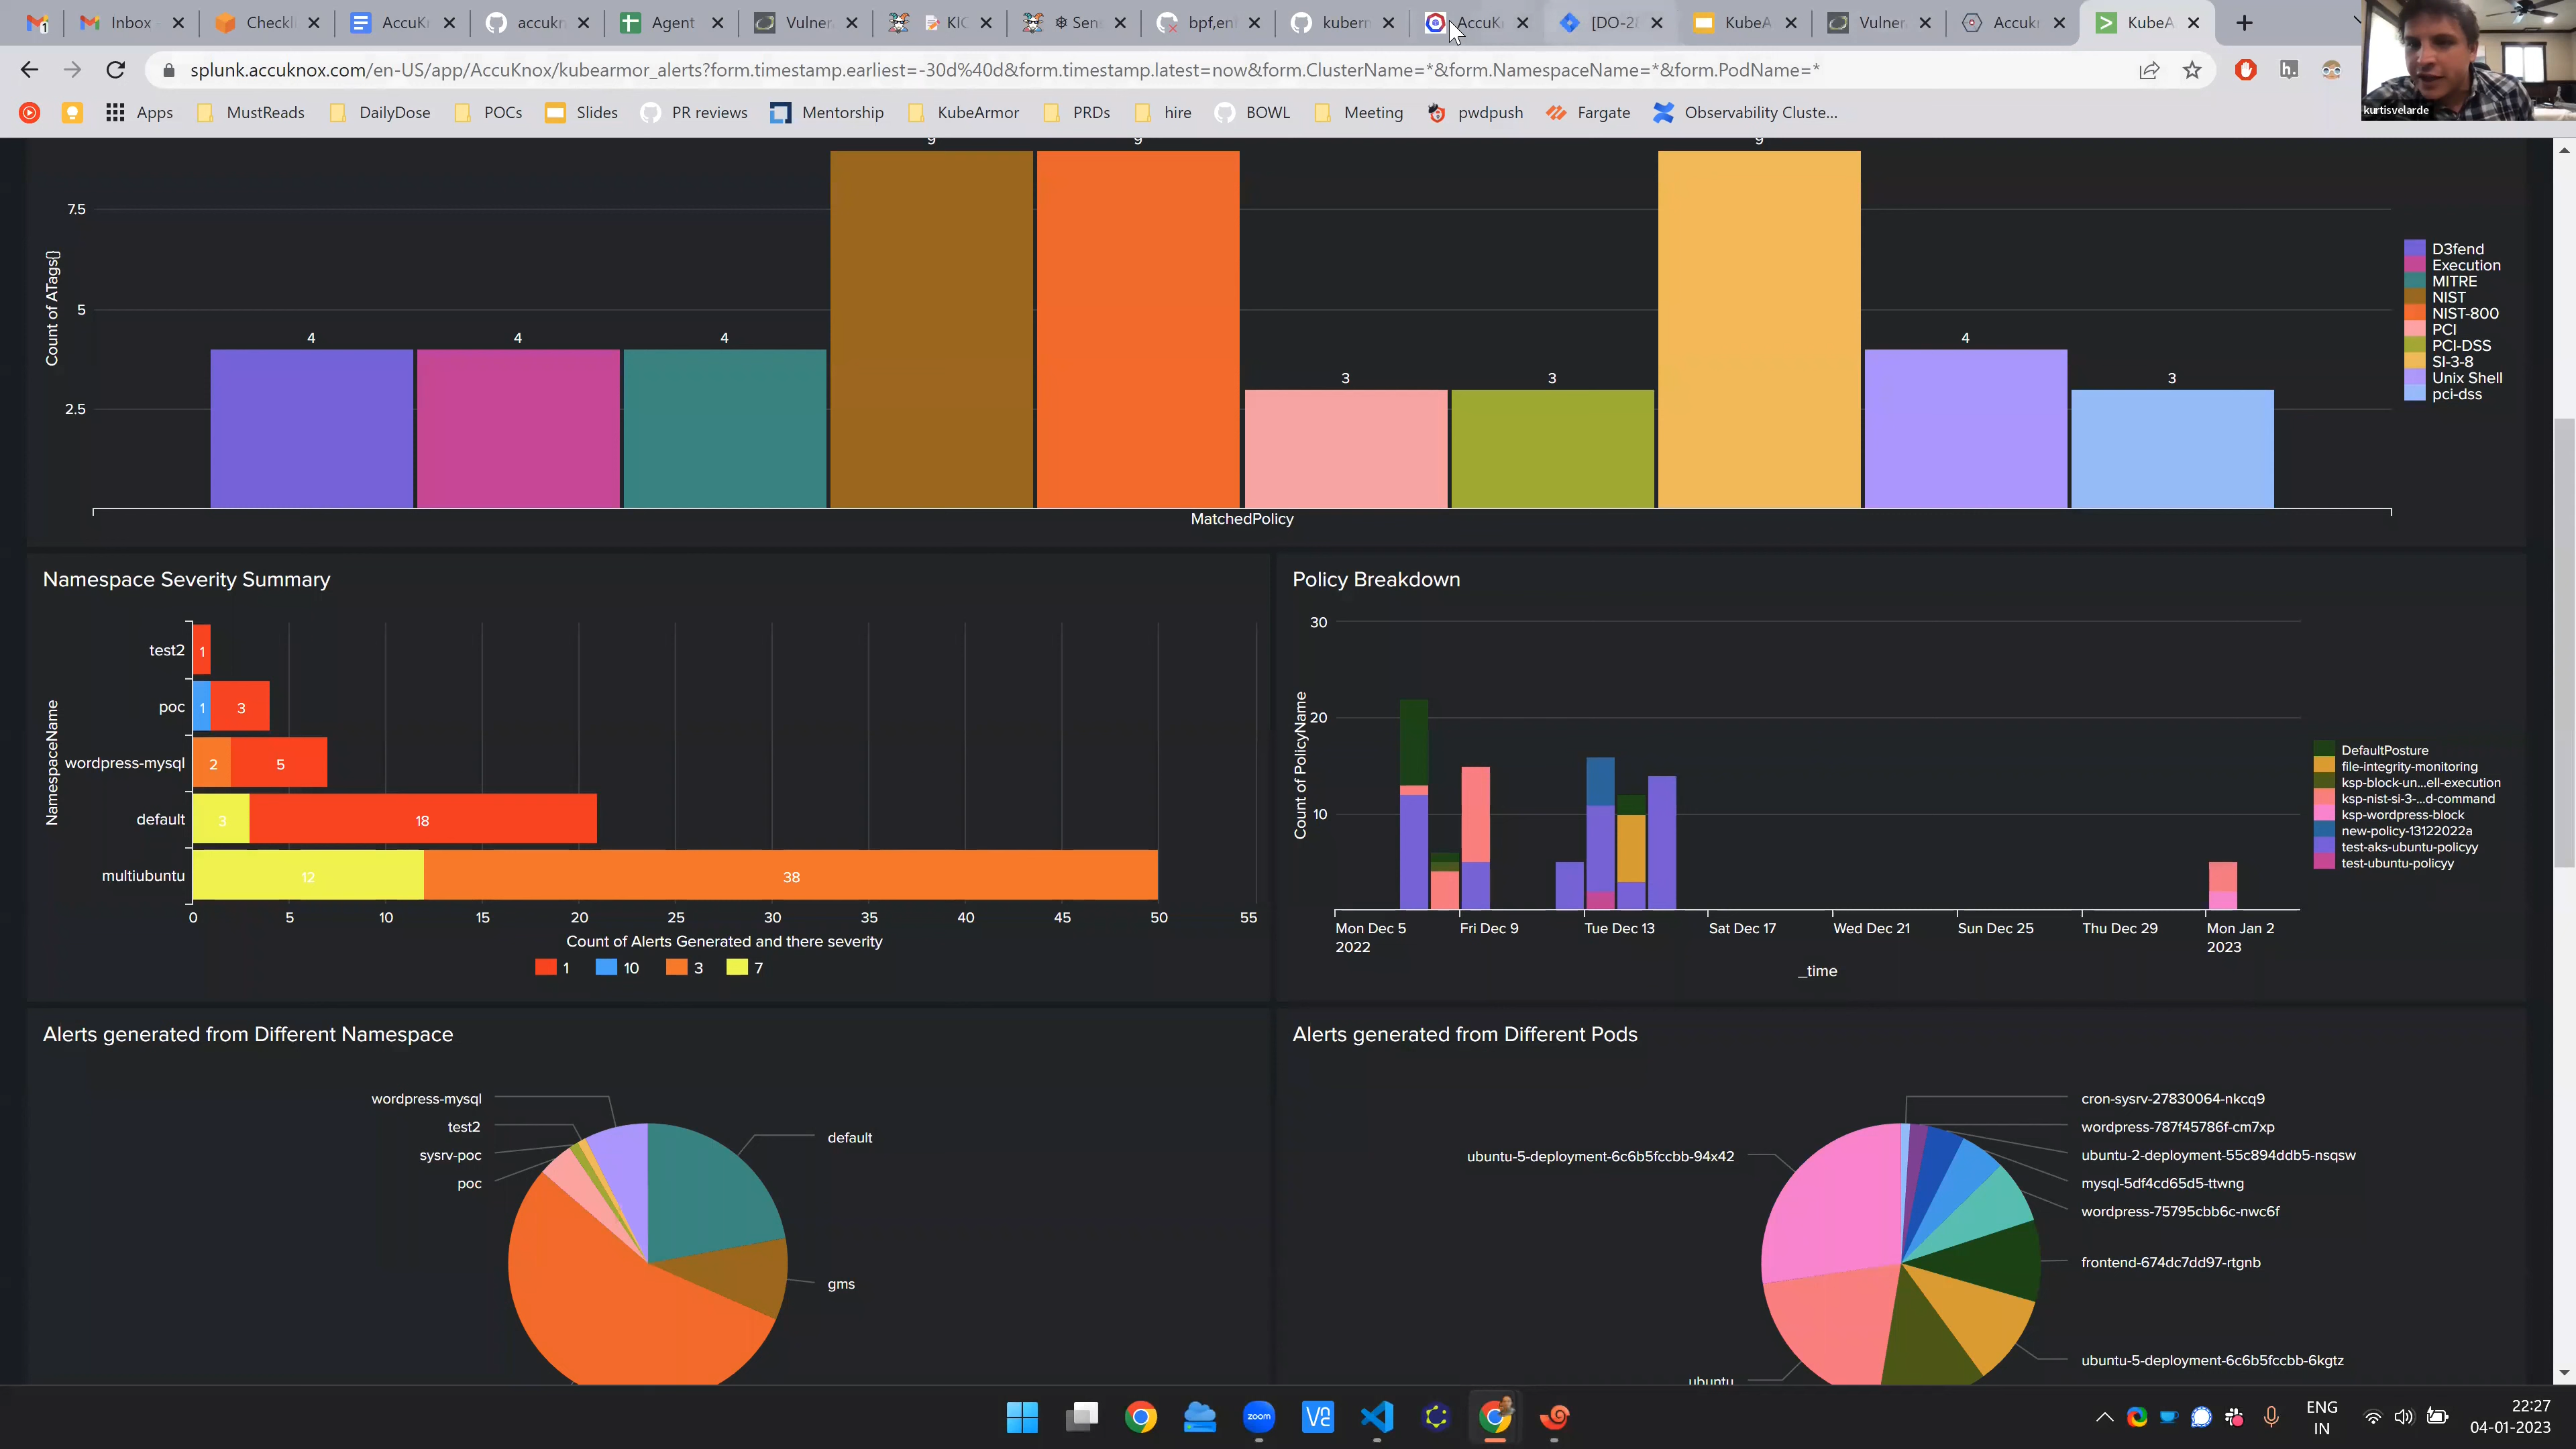 1 Inbox Checkli AccuKn accukn Agent Vulnera KIC Sens bpf,en kubern AccuK [DO-28 KubeA Vulner Accukn KubeA
splunk.accuknox.com/en-US/app/AccuKnox/kubearmor_alerts?form.timestamp.earliest=-30d%40d&form.timestamp.latest=now&form.ClusterName=*&form.NamespaceName=*&form.PodName=*
Apps MustReads DailyDose POCs Slides PR reviews Mentorship KubeArmor PRDs hire BOWL Meeting pwdpush Fargate Observability Cluste...
kurtisvelarde
9 9 9
7.5
5
2.5
Count of ATags{}
4 4 4 3 3 4 3
MatchedPolicy
D3fend
Execution
MITRE
NIST
NIST-800
PCI
PCI-DSS
SI-3-8
Unix Shell
pci-dss
Namespace Severity Summary
NamespaceName
test2 1
poc 1 3
wordpress-mysql 2 5
default 3 18
multiubuntu 12 38
0 5 10 15 20 25 30 35 40 45 50 55
Count of Alerts Generated and there severity
1 10 3 7
Policy Breakdown
30
20
10
Count of PolicyName
Mon Dec 5 Fri Dec 9 Tue Dec 13 Sat Dec 17 Wed Dec 21 Sun Dec 25 Thu Dec 29 Mon Jan 2
2022 2023
_time
DefaultPosture
file-integrity-monitoring
ksp-block-un...ell-execution
ksp-nist-si-3-...d-command
ksp-wordpress-block
new-policy-13122022a
test-aks-ubuntu-policyy
test-ubuntu-policyy
Alerts generated from Different Namespace
wordpress-mysql
test2
sysrv-poc
poc
default
gms
Alerts generated from Different Pods
ubuntu-5-deployment-6c6b5fccbb-94x42
cron-sysrv-27830064-nkcq9
wordpress-787f45786f-cm7xp
ubuntu-2-deployment-55c894ddb5-nsqsw
mysql-5df4cd65d5-ttwng
wordpress-75795cbb6c-nwc6f
frontend-674dc7dd97-rtgnb
ubuntu-5-deployment-6c6b5fccbb-6kgtz
ubuntu
zoom
ENG
IN
22:27
04-01-2023